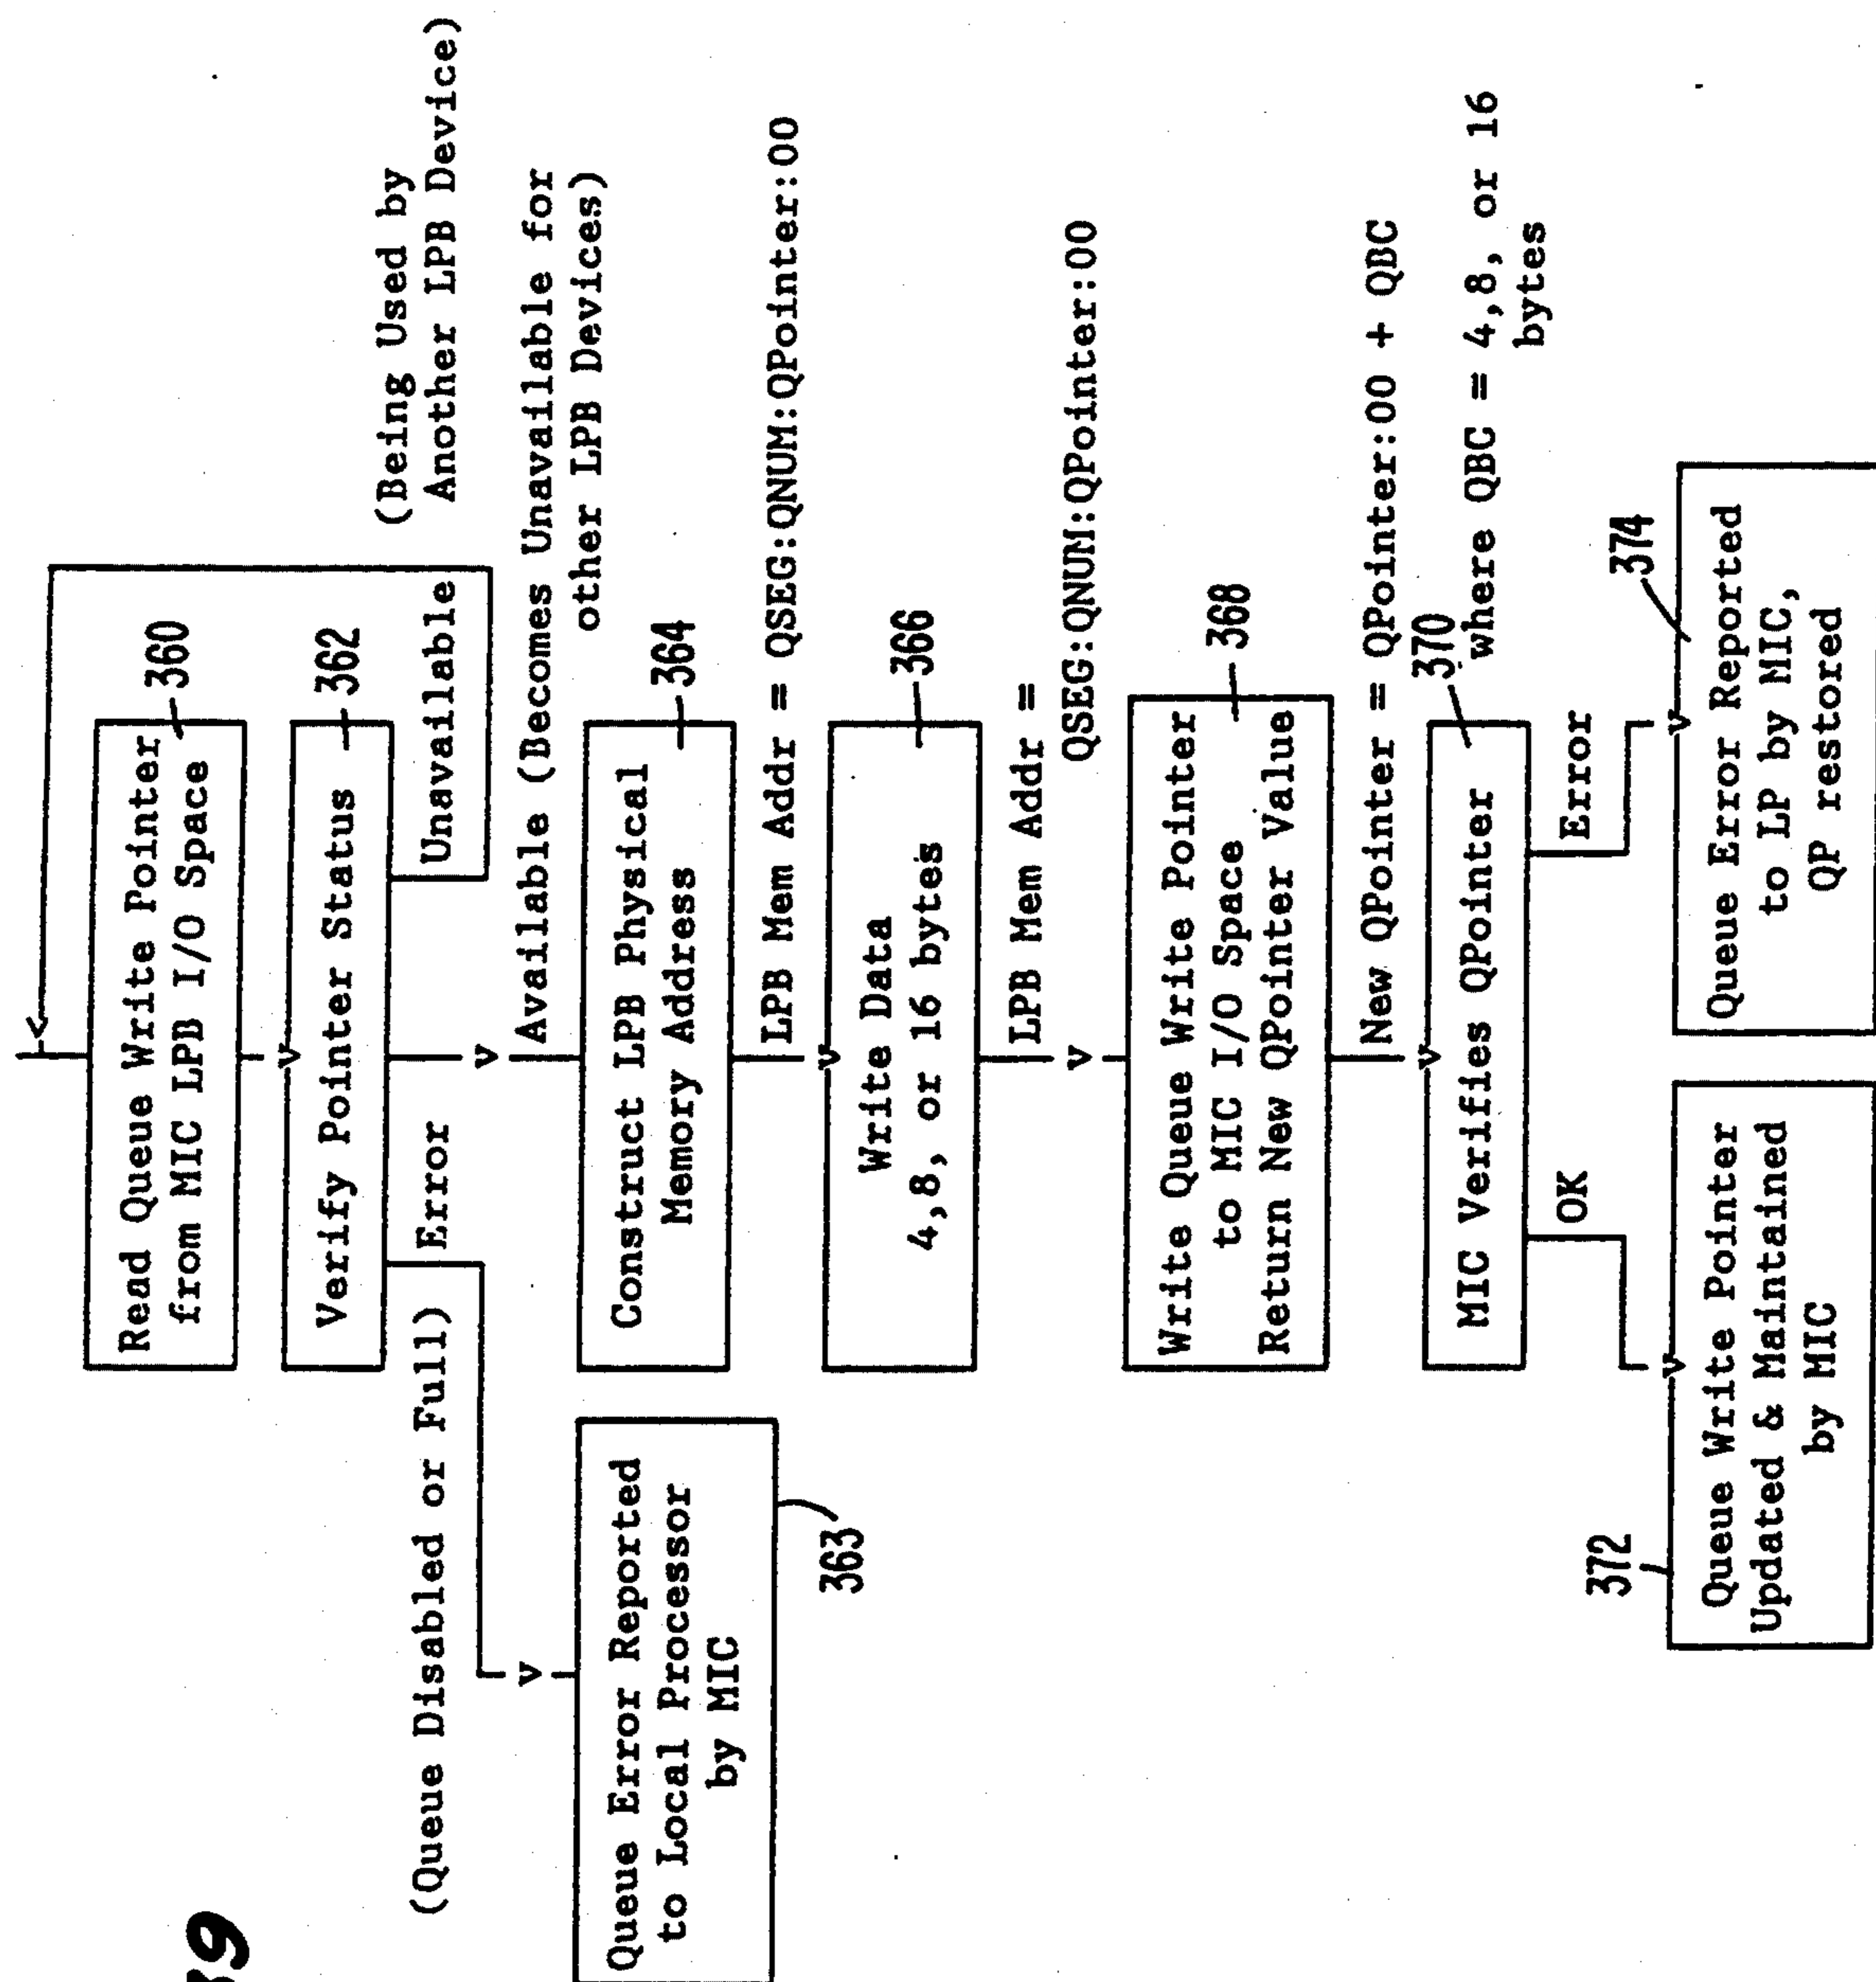 39
Read Queue Write Pointer
from MIC LPB I/O Space
360
Verify Pointer Status
362
(Being Used by
Another LPB Device)
Unavailable
Error
(Queue Disabled or Full)
Available (Becomes Unavailable for
other LPB Devices)
Queue Error Reported
to Local Processor
by MIC
363
Construct LPB Physical
Memory Address
364
LPB Mem Addr = QSEG:QNUM:QPointer:00
Write Data
4,8, or 16 bytes
366
LPB Mem Addr =
QSEG:QNUM:QPointer:00
Write Queue Write Pointer
to MIC I/O Space
Return New QPointer Value
368
New QPointer = QPointer:00 + QBC
where QBC = 4,8, or 16
bytes
MIC Verifies QPointer
370
OK
Error
372
Queue Write Pointer
Updated & Maintained
by MIC
374
Queue Error Reported
to LP by MIC,
QP restored